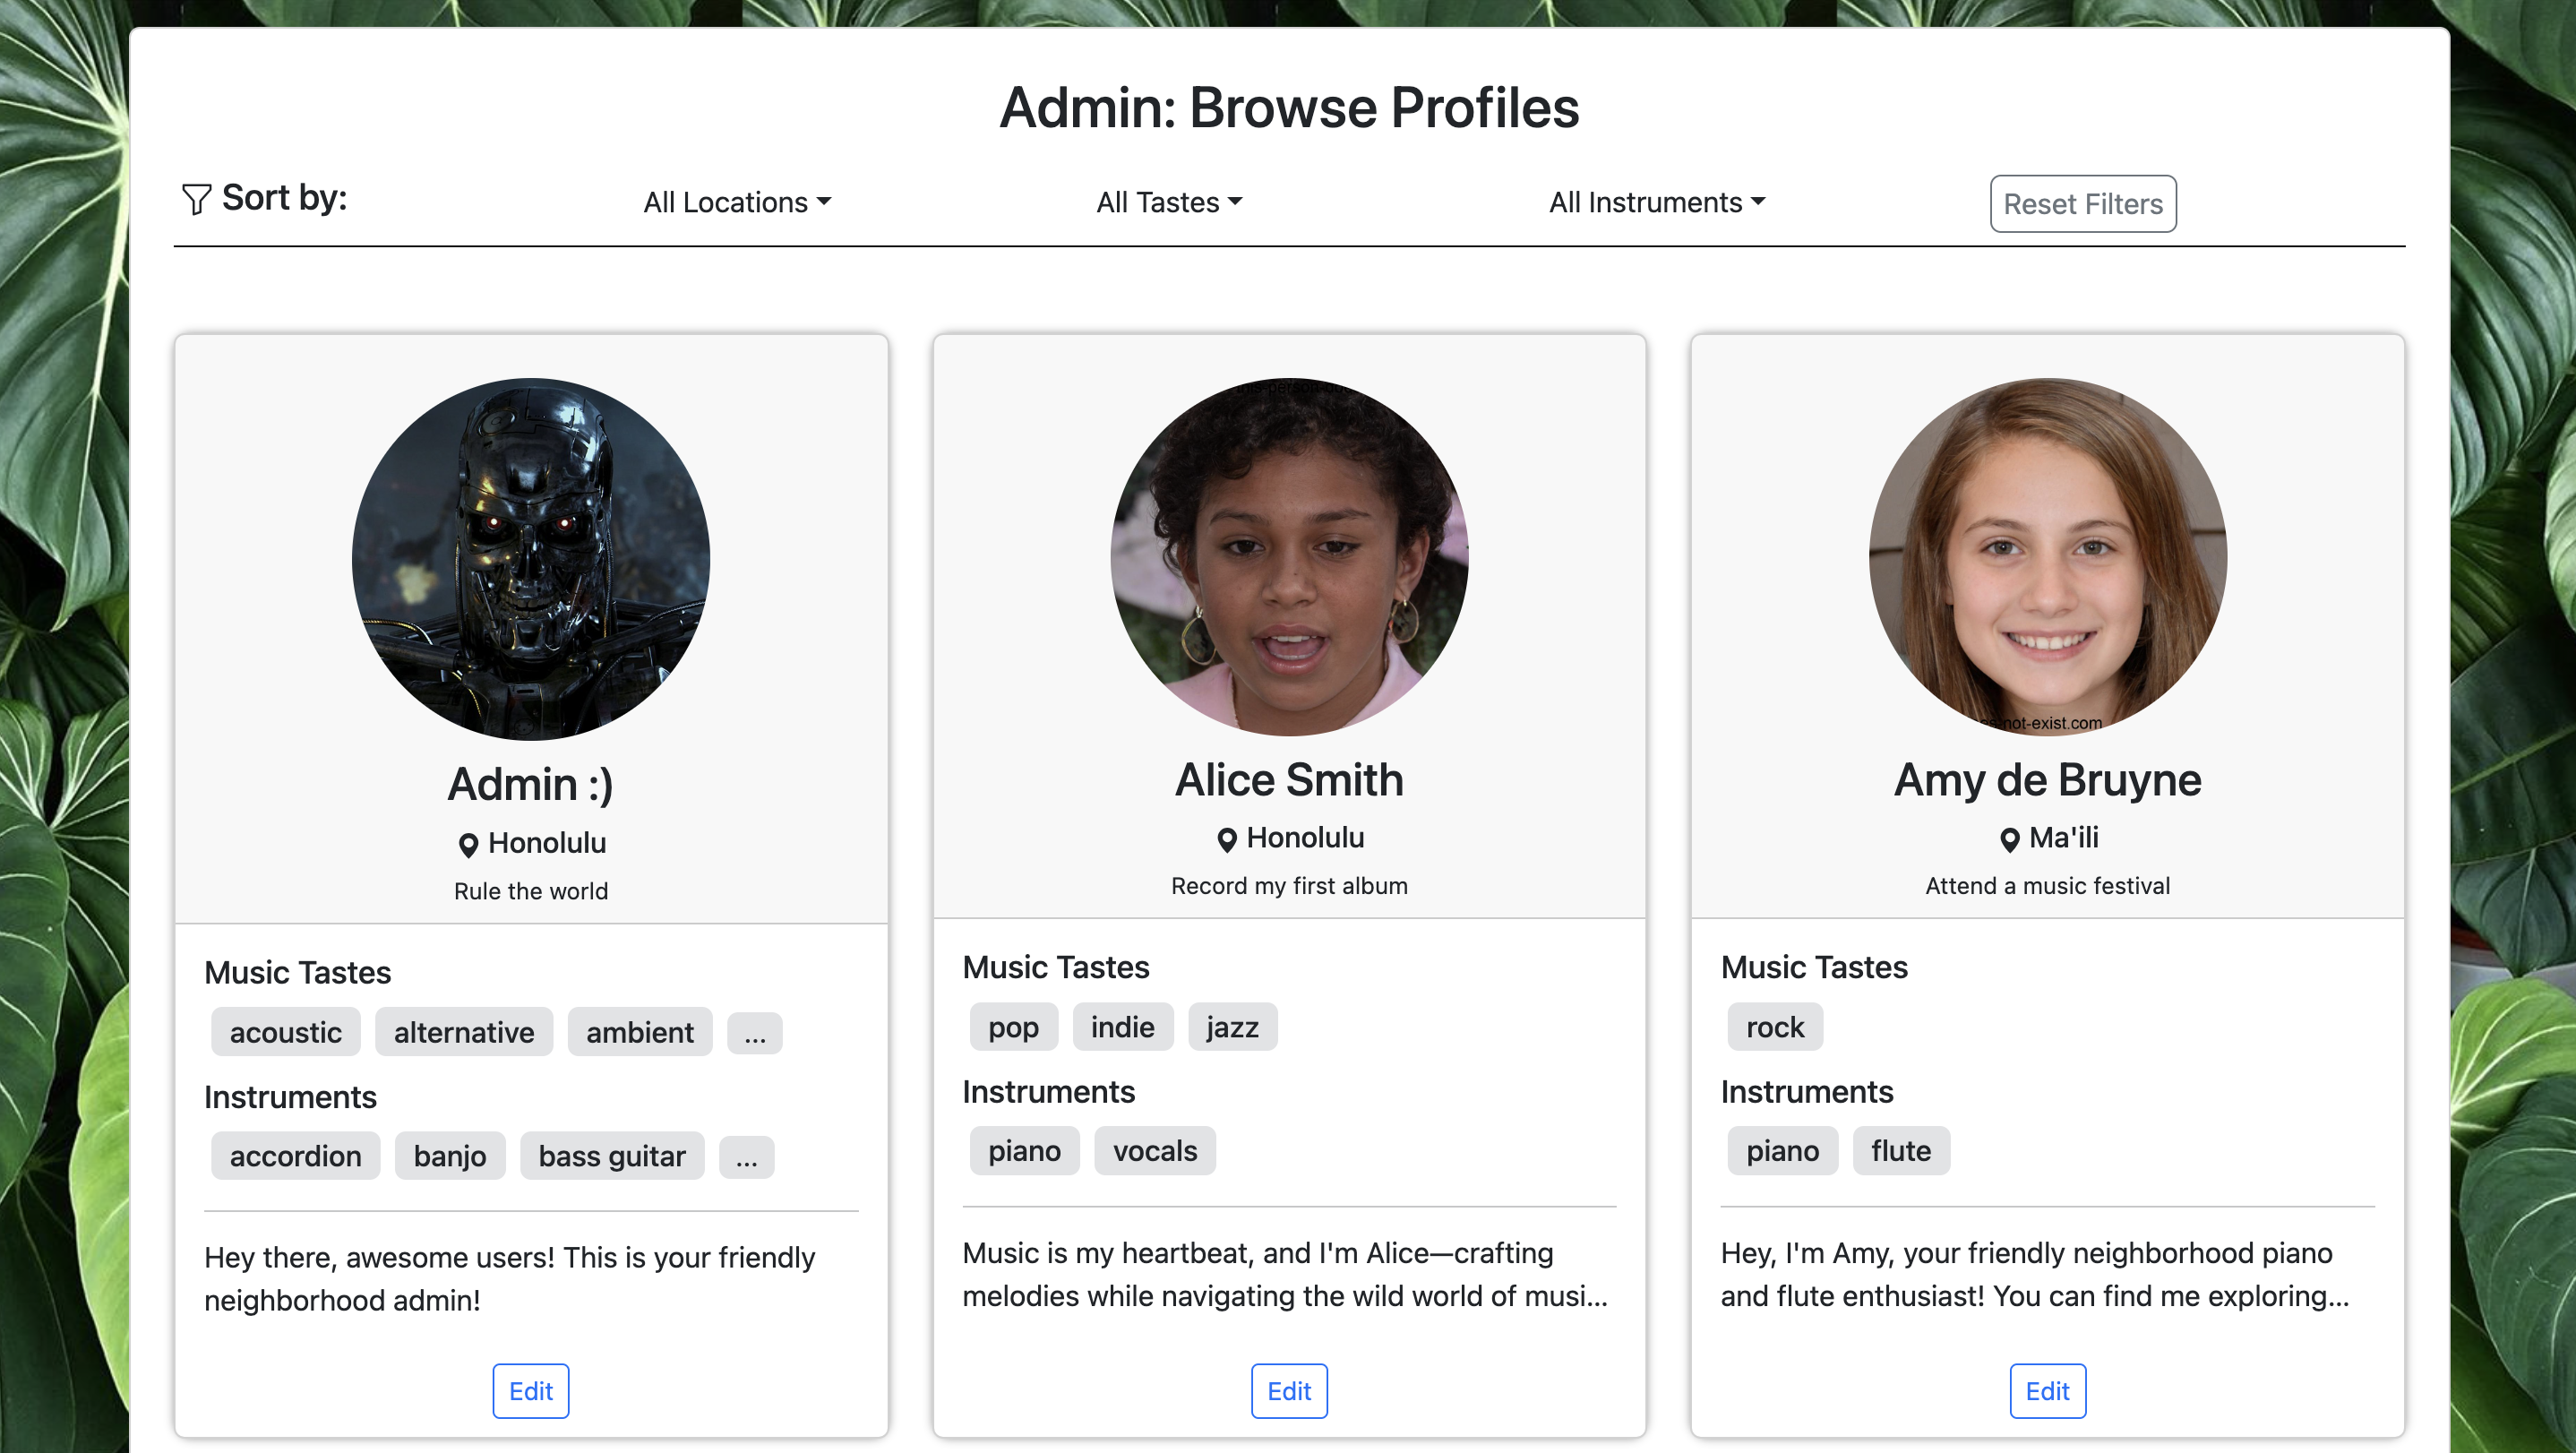 Admin: Browse Profiles
Sort by:
All Locations
All Tastes
All Instruments
Reset Filters
Admin :)
Honolulu
Rule the world
Music Tastes
acoustic alternative ambient ...
Instruments
accordion banjo bass guitar ...
Hey there, awesome users! This is your friendly
neighborhood admin!
Edit
Alice Smith
Honolulu
Record my first album
Music Tastes
pop indie jazz
Instruments
piano vocals
Music is my heartbeat, and I'm Alice—crafting
melodies while navigating the wild world of musi...
Edit
not-exist.com
Amy de Bruyne
Ma'ili
Attend a music festival
Music Tastes
rock
Instruments
piano flute
Hey, I'm Amy, your friendly neighborhood piano
and flute enthusiast! You can find me exploring...
Edit